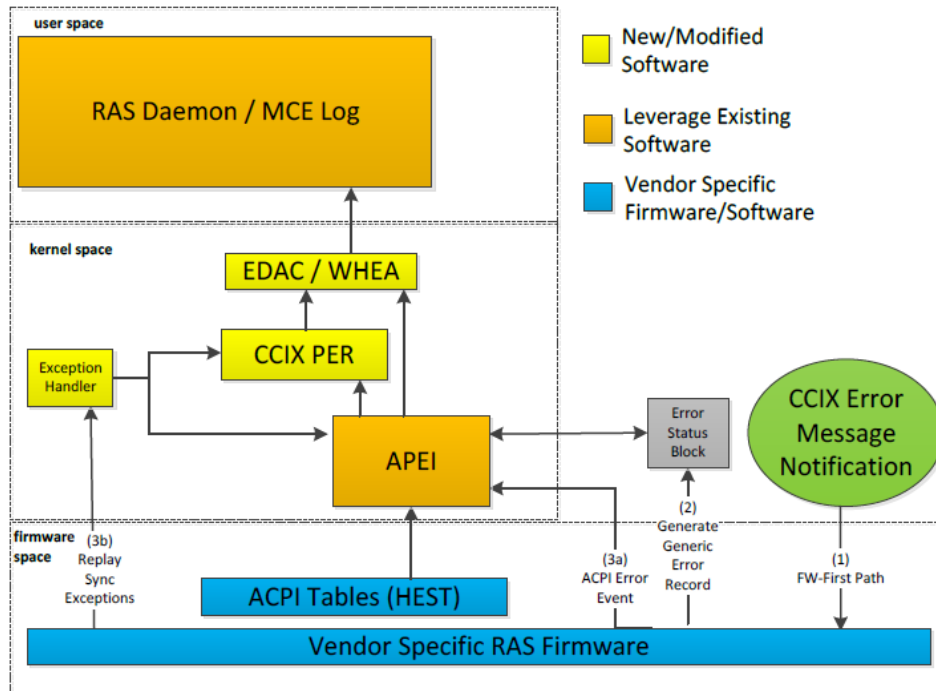 user space
RAS Daemon / MCE Log
New/Modified
Software
Leverage Existing
Software
Vendor Specific
Firmware/Software
kernel space
EDAC / WHEA
CCIX PER
Exception
Handler
APEI
Error
Status
Block
CCIX Error
Message
Notification
firmware
space
(3b)
Replay
Sync
Exceptions
(3a)
ACPI Error
Event
(2)
Generate
Generic
Error
Record
(1)
FW-First Path
ACPI Tables (HEST)
Vendor Specific RAS Firmware